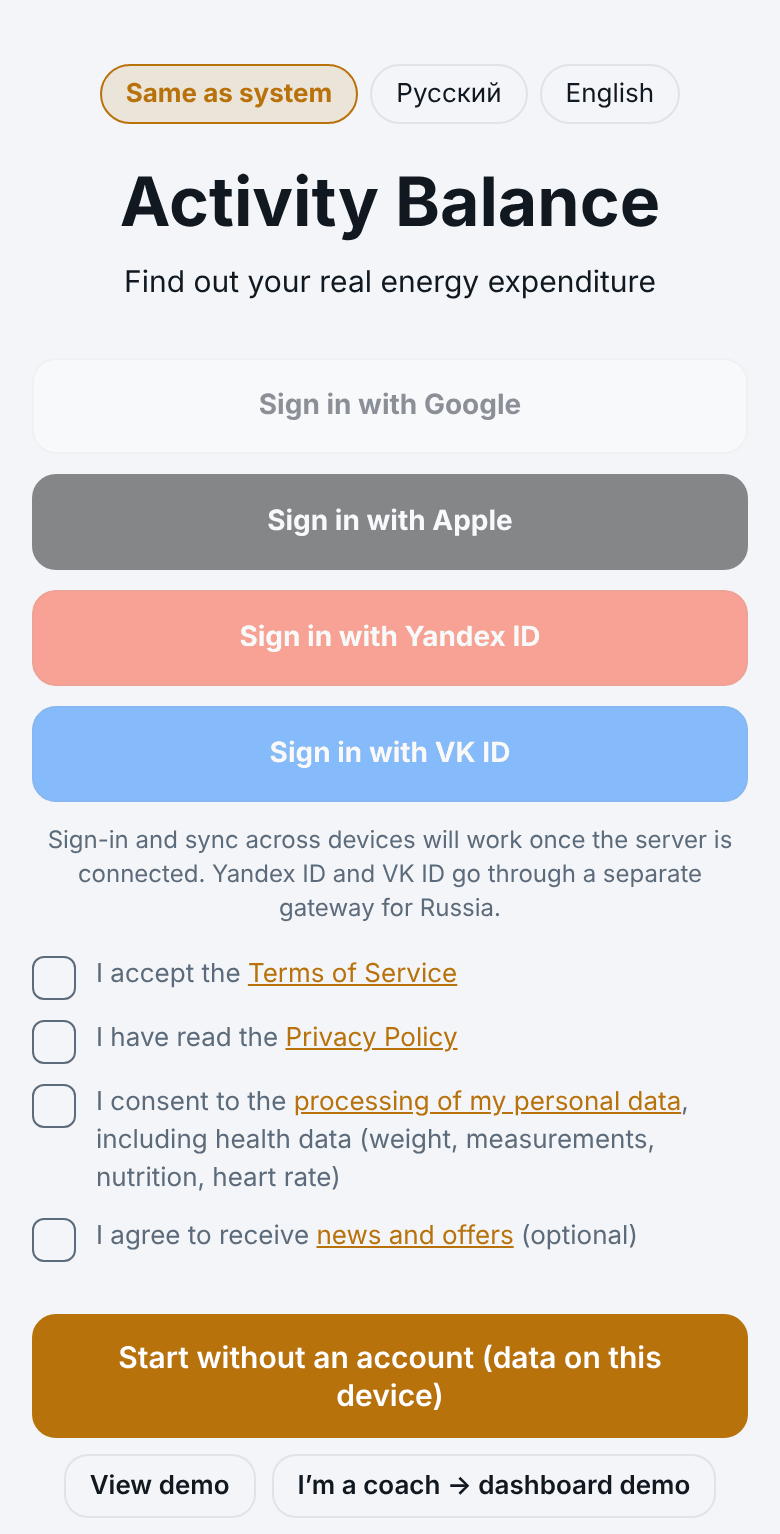 Same as system
Русский
English
Activity Balance
Find out your real energy expenditure
Sign in with Google
Sign in with Apple
Sign in with Yandex ID
Sign in with VK ID
Sign-in and sync across devices will work once the server is
connected. Yandex ID and VK ID go through a separate
gateway for Russia.
I accept the Terms of Service
I have read the Privacy Policy
I consent to the processing of my personal data,
including health data (weight, measurements,
nutrition, heart rate)
I agree to receive news and offers (optional)
Start without an account (data on this
device)
View demo
I’m a coach → dashboard demo